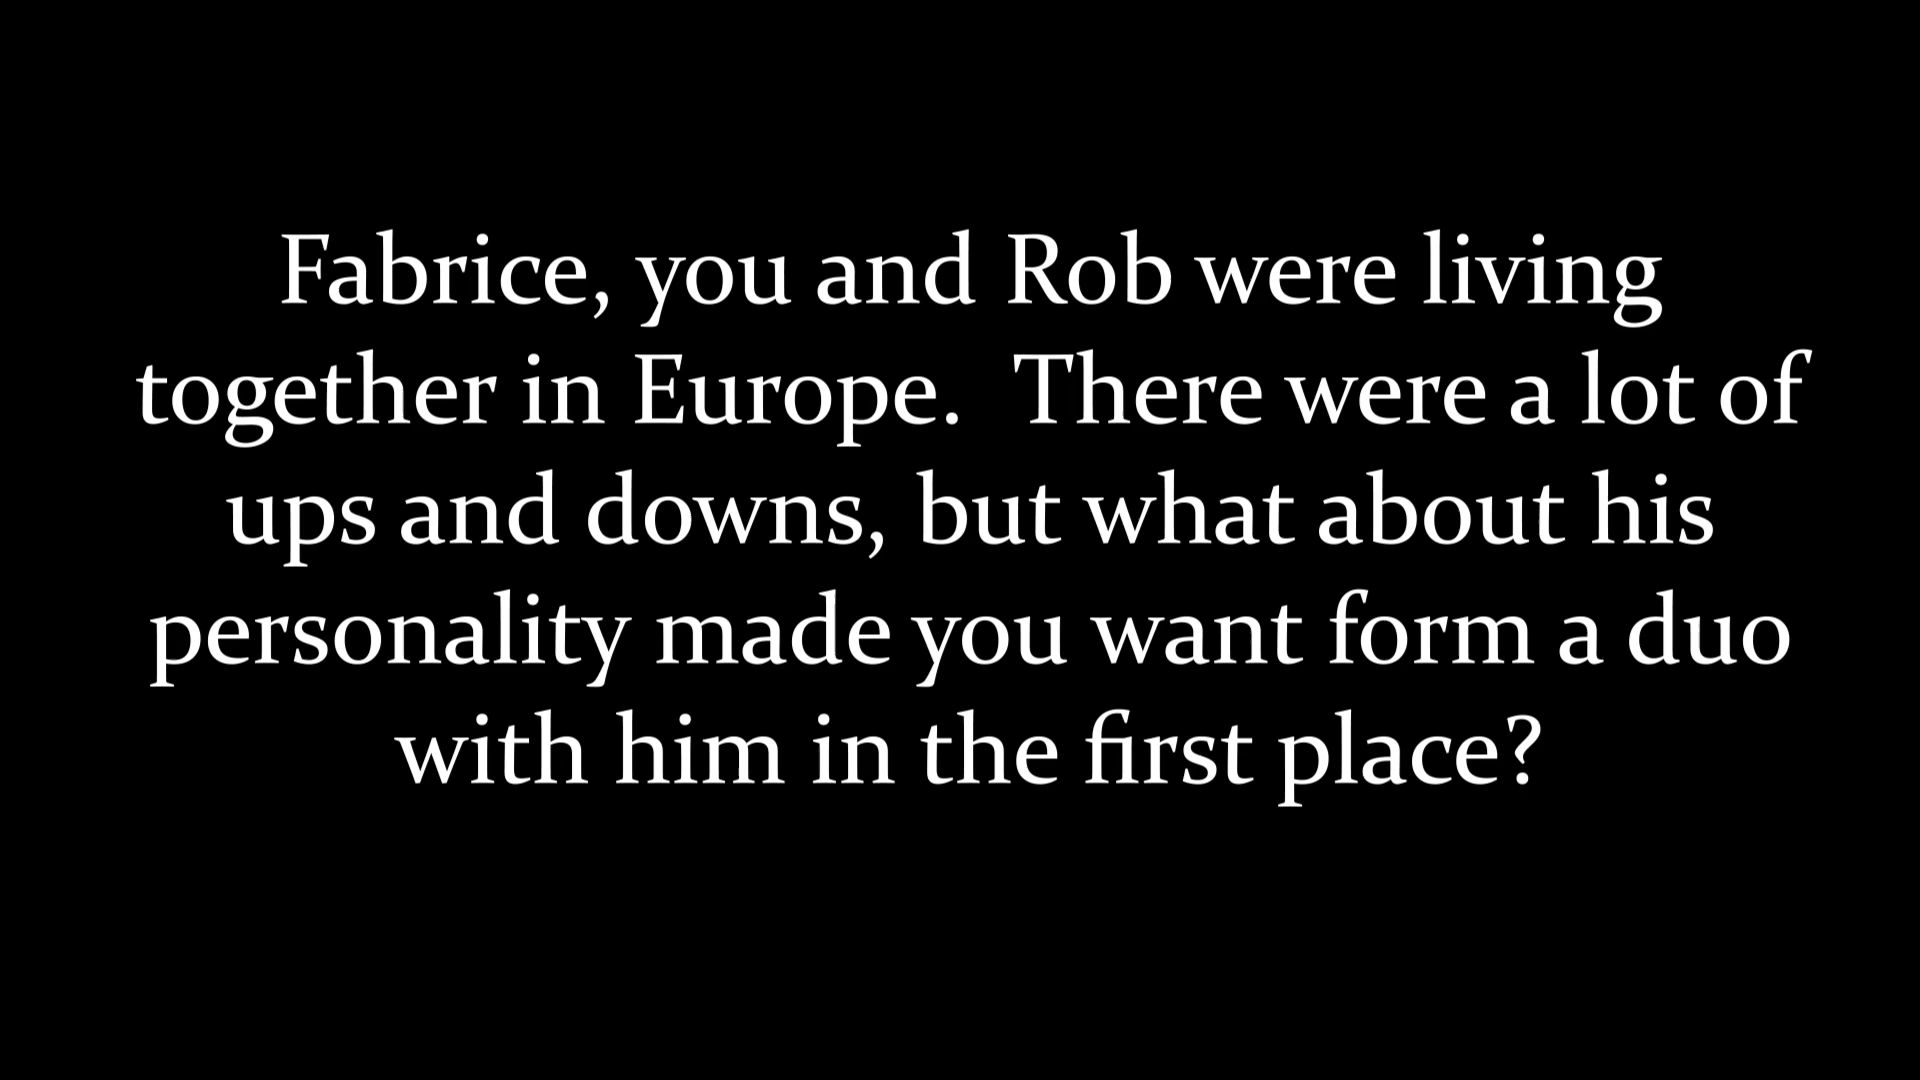 Fabrice, you and Rob were living
together in Europe.  There were a lot of
ups and downs, but what about his
personality made you want form a duo
with him in the first place?